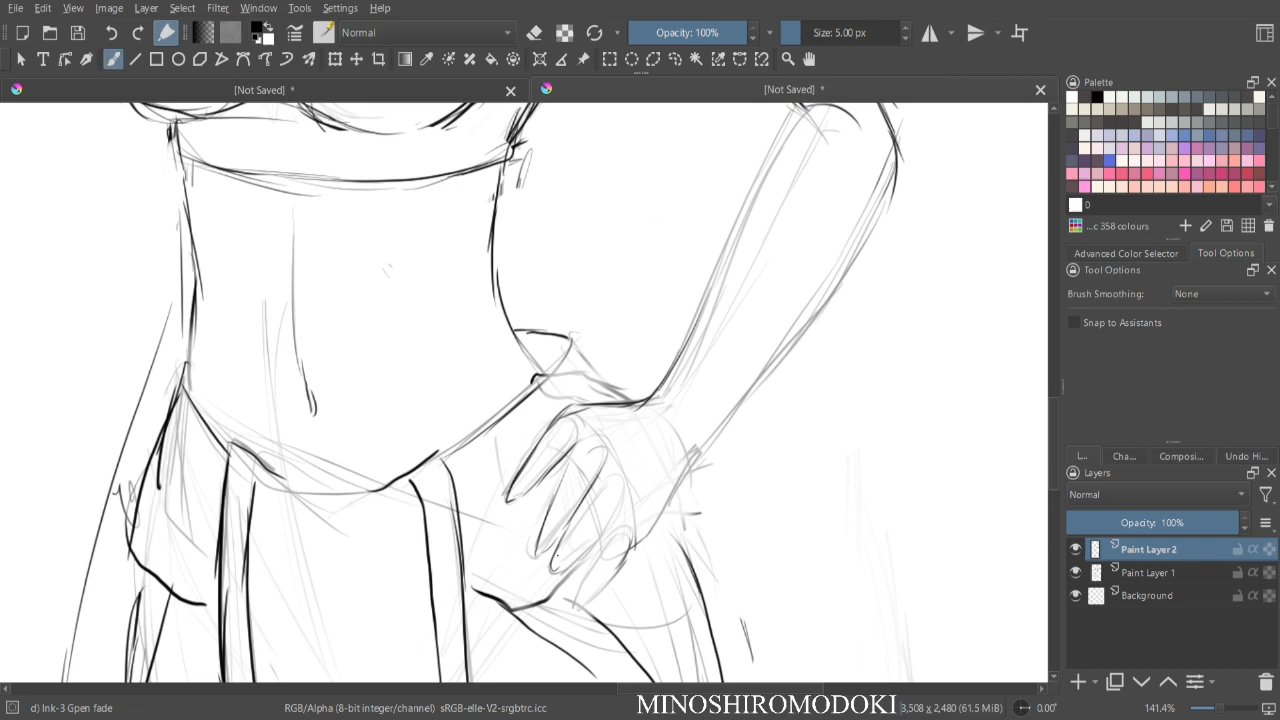 File Edit View Image Layer Select Filter Tools Settings Help
Normal Opacity: 100% Size: 5.00 px
[Not Saved] * [Not Saved] *
Palette
0
...c 358 colours
Advanced Color Selector Tool Options
Tool Options
Brush Smoothing: None
Snap to Assistants
L... Cha... Composi... Undo Hi...
Layers
Normal
Opacity: 100%
Paint Layer 2
Paint Layer 1
Background
d) Ink-3 Gpen fade RGB/Alpha (8-bit integer/channel) sRGB-elle-V2-srgbtrc.icc MINOSHIROMODOKI 3,508 x 2,480 (61.5 MiB) 0.00° 141.4%